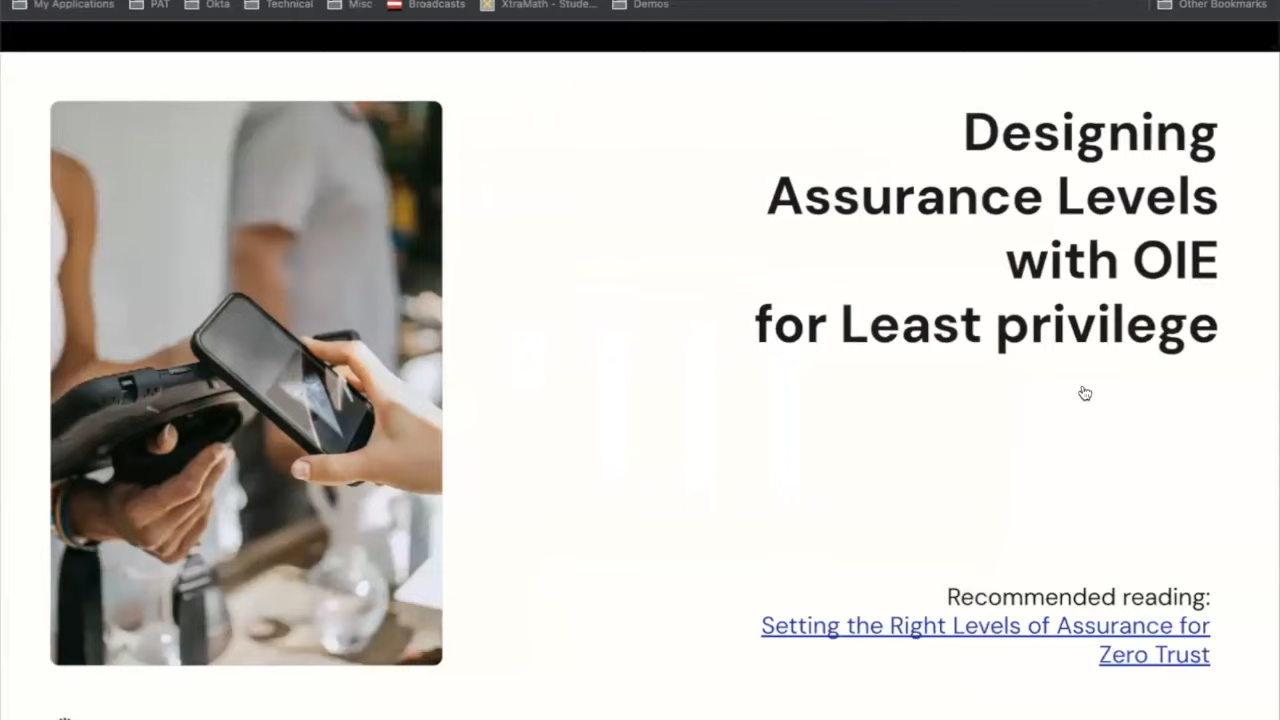 My Applications PAT Okta Technical Misc Broadcasts XtraMath - Stude... Demos Other Bookmarks
Designing
Assurance Levels
with OIE
for Least privilege
Recommended reading:
Setting the Right Levels of Assurance for
Zero Trust